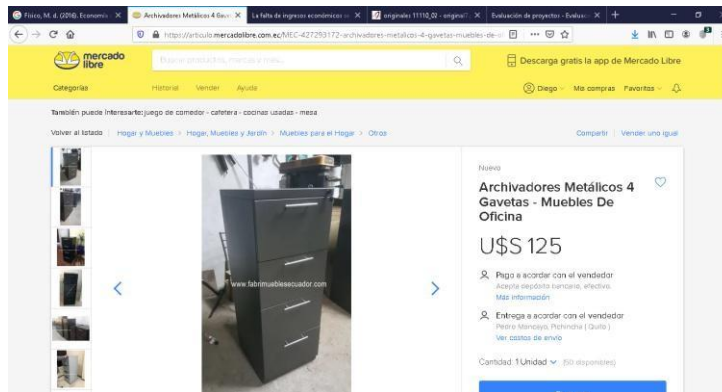 Físico, M. d. (2016). Economía
Archivadores Metálicos 4 Gave
La falta de ingresos económicos
originales 11110_02 - original
Evaluación de proyectos - Evaluac
https://articulo.mercadolibre.com.ec/MEC-427293172-archivadores-metalicos-4-gavetas-muebles-de-o
mercado
libre
Buscar productos, marcas y más...
Descarga gratis la app de Mercado Libre
Categorías
Historial
Vender
Ayuda
Diego
Mis compras
Favoritos
También puede interesarte: juego de comedor - cafetera - cocinas usadas - mesa
Volver al listado
Hogar y Muebles > Hogar, Muebles y Jardín > Muebles para el Hogar > Otros
Compartir
Vender uno igual
Nuevo
Archivadores Metálicos 4
Gavetas - Muebles De
Oficina
U$S 125
Pago a acordar con el vendedor
Acepta depósito bancario, efectivo.
Más información
Entrega a acordar con el vendedor
Pedro Moncayo, Pichincha ( Quito )
Ver costos de envío
Cantidad: 1 Unidad (50 disponibles)
www.fabrimueblesecuador.com